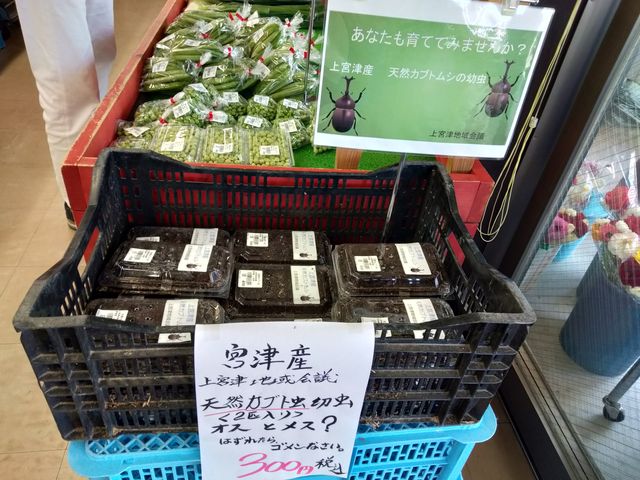 あなたも育ててみませんか？
上宮津産　天然カブトムシの幼虫
上宮津地域会議
宮津産
上宮津地域会議
天然カブト虫幼虫
〈2匹入り〉
オスとメス？
はずれたら、
ゴメンなさい。
300円税込